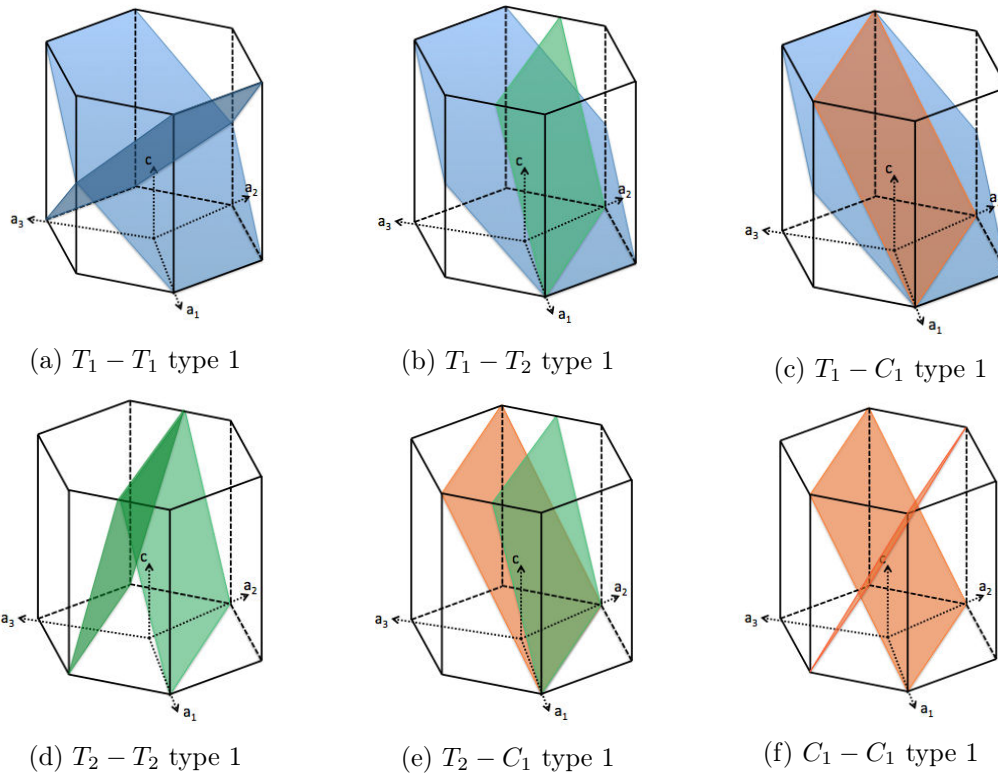 c
a₂
a₃
a₁
(a) T₁ − T₁ type 1
c
a₂
a₃
a₁
(b) T₁ − T₂ type 1
c
a
a₃
a₁
(c) T₁ − C₁ type 1
c
a₂
a₃
a₁
(d) T₂ − T₂ type 1
c
a₂
a₃
a₁
(e) T₂ − C₁ type 1
c
a
a₃
a₁
(f) C₁ − C₁ type 1